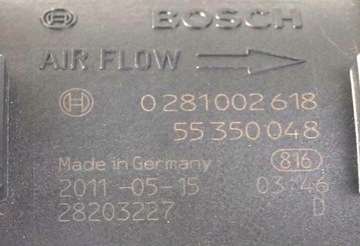 BOSCH
AIR FLOW
0 281 002 618
55 350 048
Made in Germany 816
2011-05-15 03:46
28203227 D